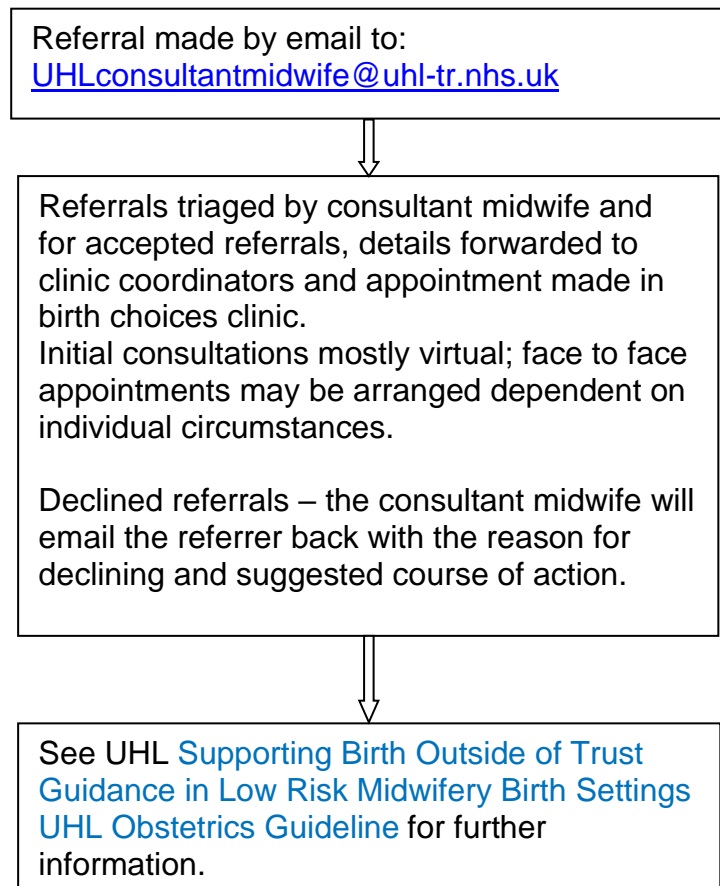 Referral made by email to:
UHLconsultantmidwife@uhl-tr.nhs.uk
Referrals triaged by consultant midwife and
for accepted referrals, details forwarded to
clinic coordinators and appointment made in
birth choices clinic.
Initial consultations mostly virtual; face to face
appointments may be arranged dependent on
individual circumstances.
Declined referrals – the consultant midwife will
email the referrer back with the reason for
declining and suggested course of action.
See UHL Supporting Birth Outside of Trust
Guidance in Low Risk Midwifery Birth Settings
UHL Obstetrics Guideline for further
information.